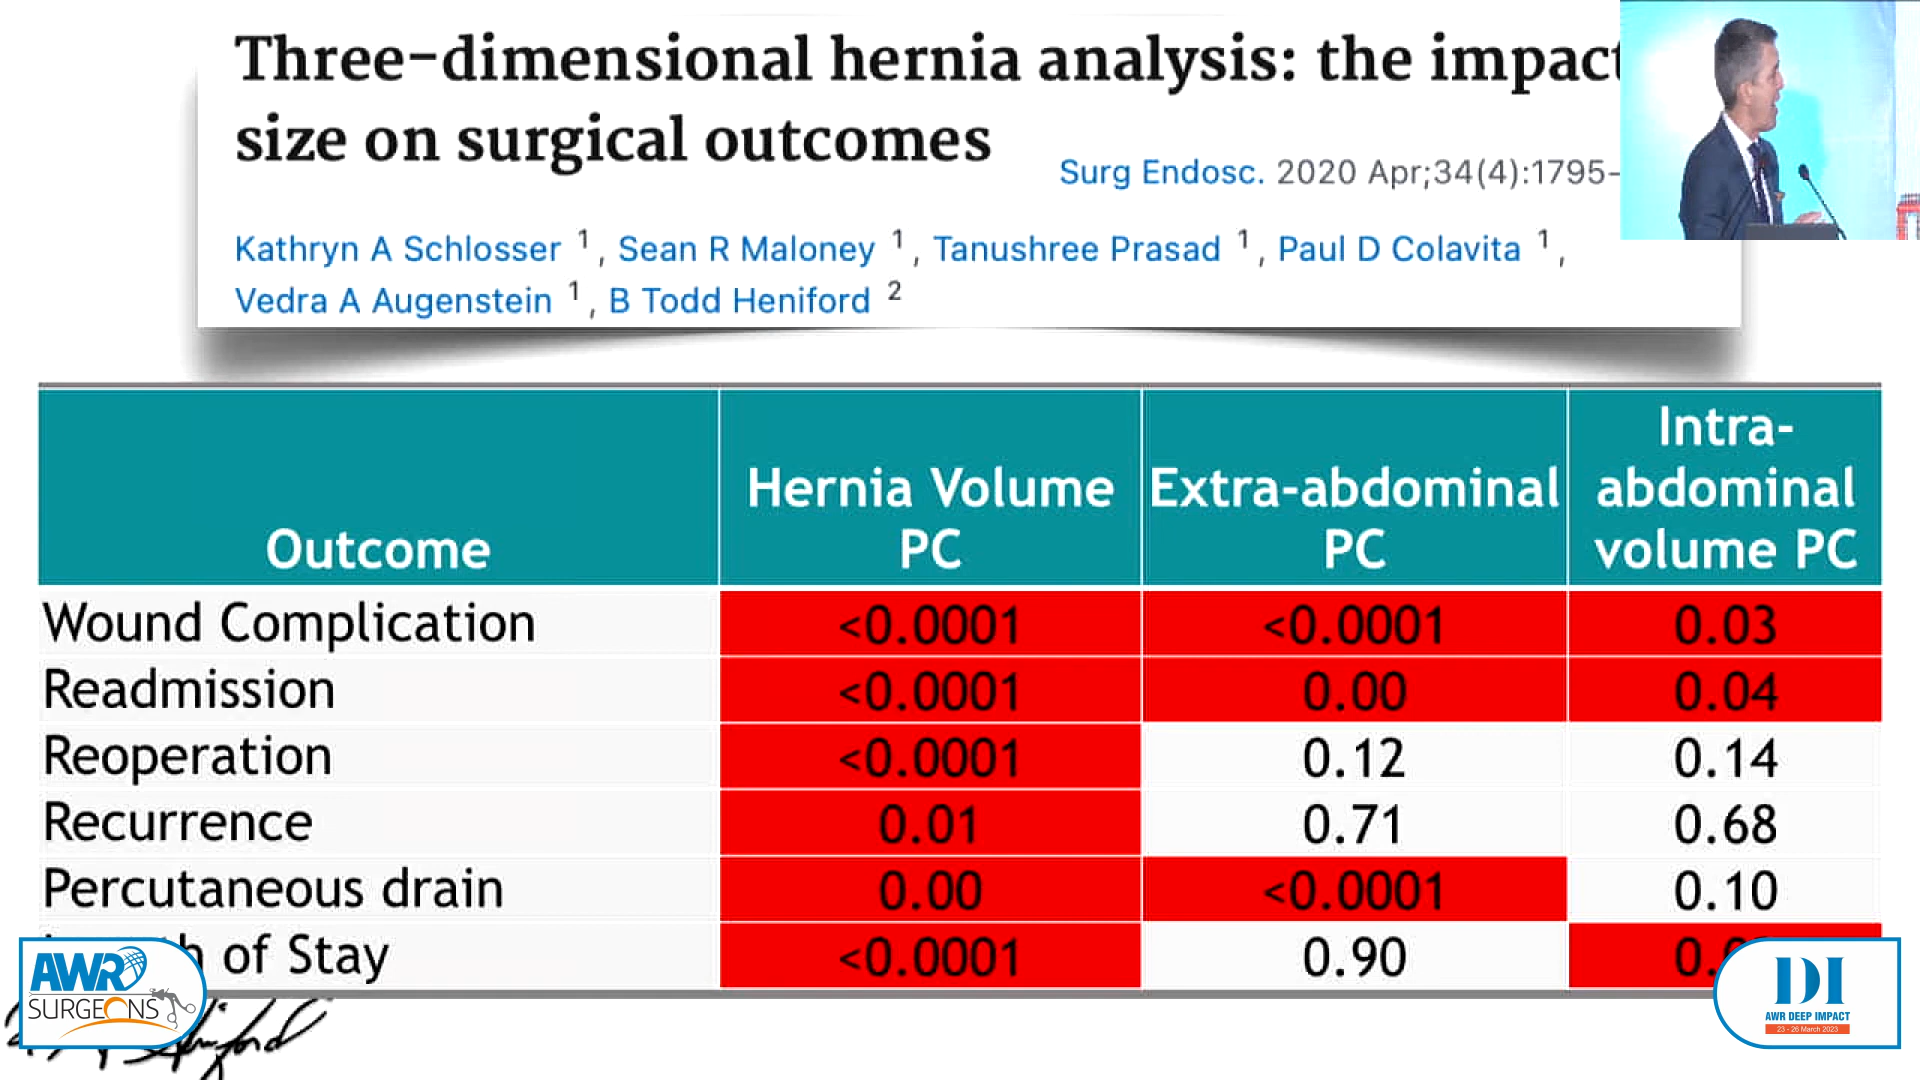 Three-dimensional hernia analysis: the impact
size on surgical outcomes
Surg Endosc. 2020 Apr;34(4):1795-
Kathryn A Schlosser 1, Sean R Maloney 1, Tanushree Prasad 1, Paul D Colavita 1,
Vedra A Augenstein 1, B Todd Heniford 2
Outcome Hernia Volume PC Extra-abdominal PC Intra-abdominal volume PC
Wound Complication <0.0001 <0.0001 0.03
Readmission <0.0001 0.00 0.04
Reoperation <0.0001 0.12 0.14
Recurrence 0.01 0.71 0.68
Percutaneous drain 0.00 <0.0001 0.10
of Stay <0.0001 0.90
AWR
SURGEONS
DI
AWR DEEP IMPACT
23 - 26 March 2023